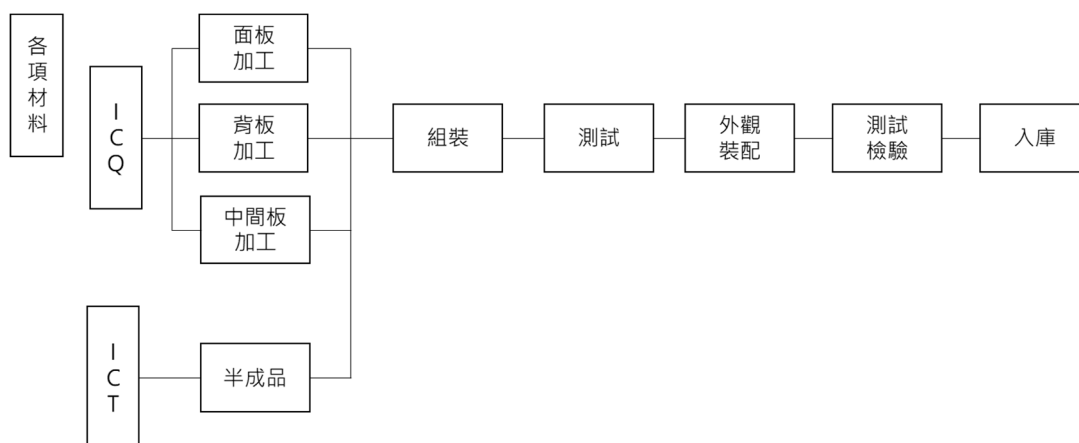 各
項
材
料
I
C
Q
面板
加工
背板
加工
中間板
加工
組裝
測試
外觀
裝配
測試
檢驗
入庫
I
C
T
半成品